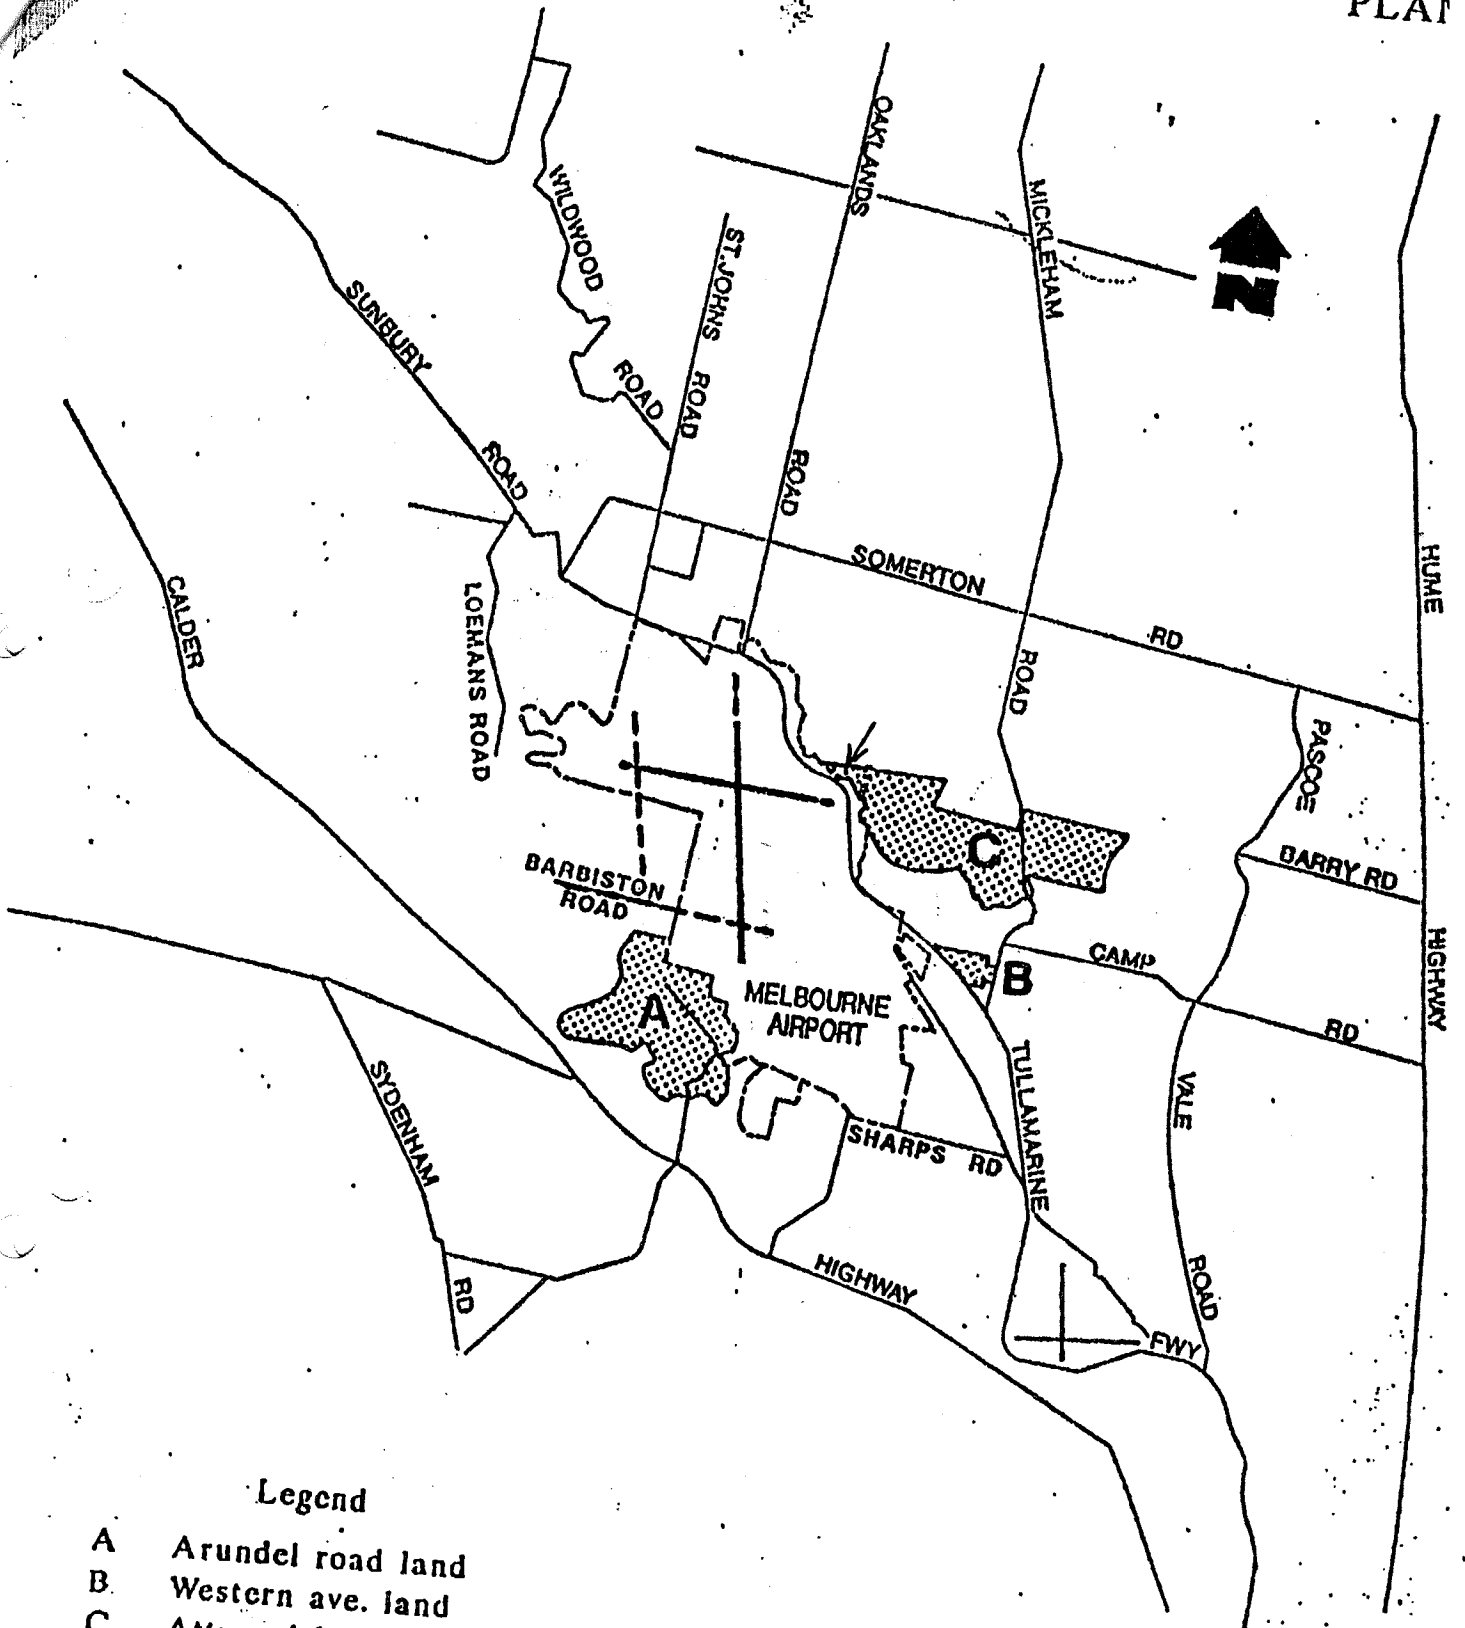 OAKLANDS
MICKLEHAM
WILDWOOD
ST.JOHNS
N
SUNBURY
ROAD
ROAD
ROAD
ROAD
SOMERTON
HUME
CALDER
LOEMANS ROAD
RD
ROAD
PASCOE
C
BARRY RD
BARBISTON
ROAD
CAMP
B
HIGHWAY
A
MELBOURNE
AIRPORT
RD
SYDENHAM
TULLAMARINE
VALE
SHARPS RD
HIGHWAY
RD
ROAD
FWY
Legend
A Arundel road land
B Western ave. land
C